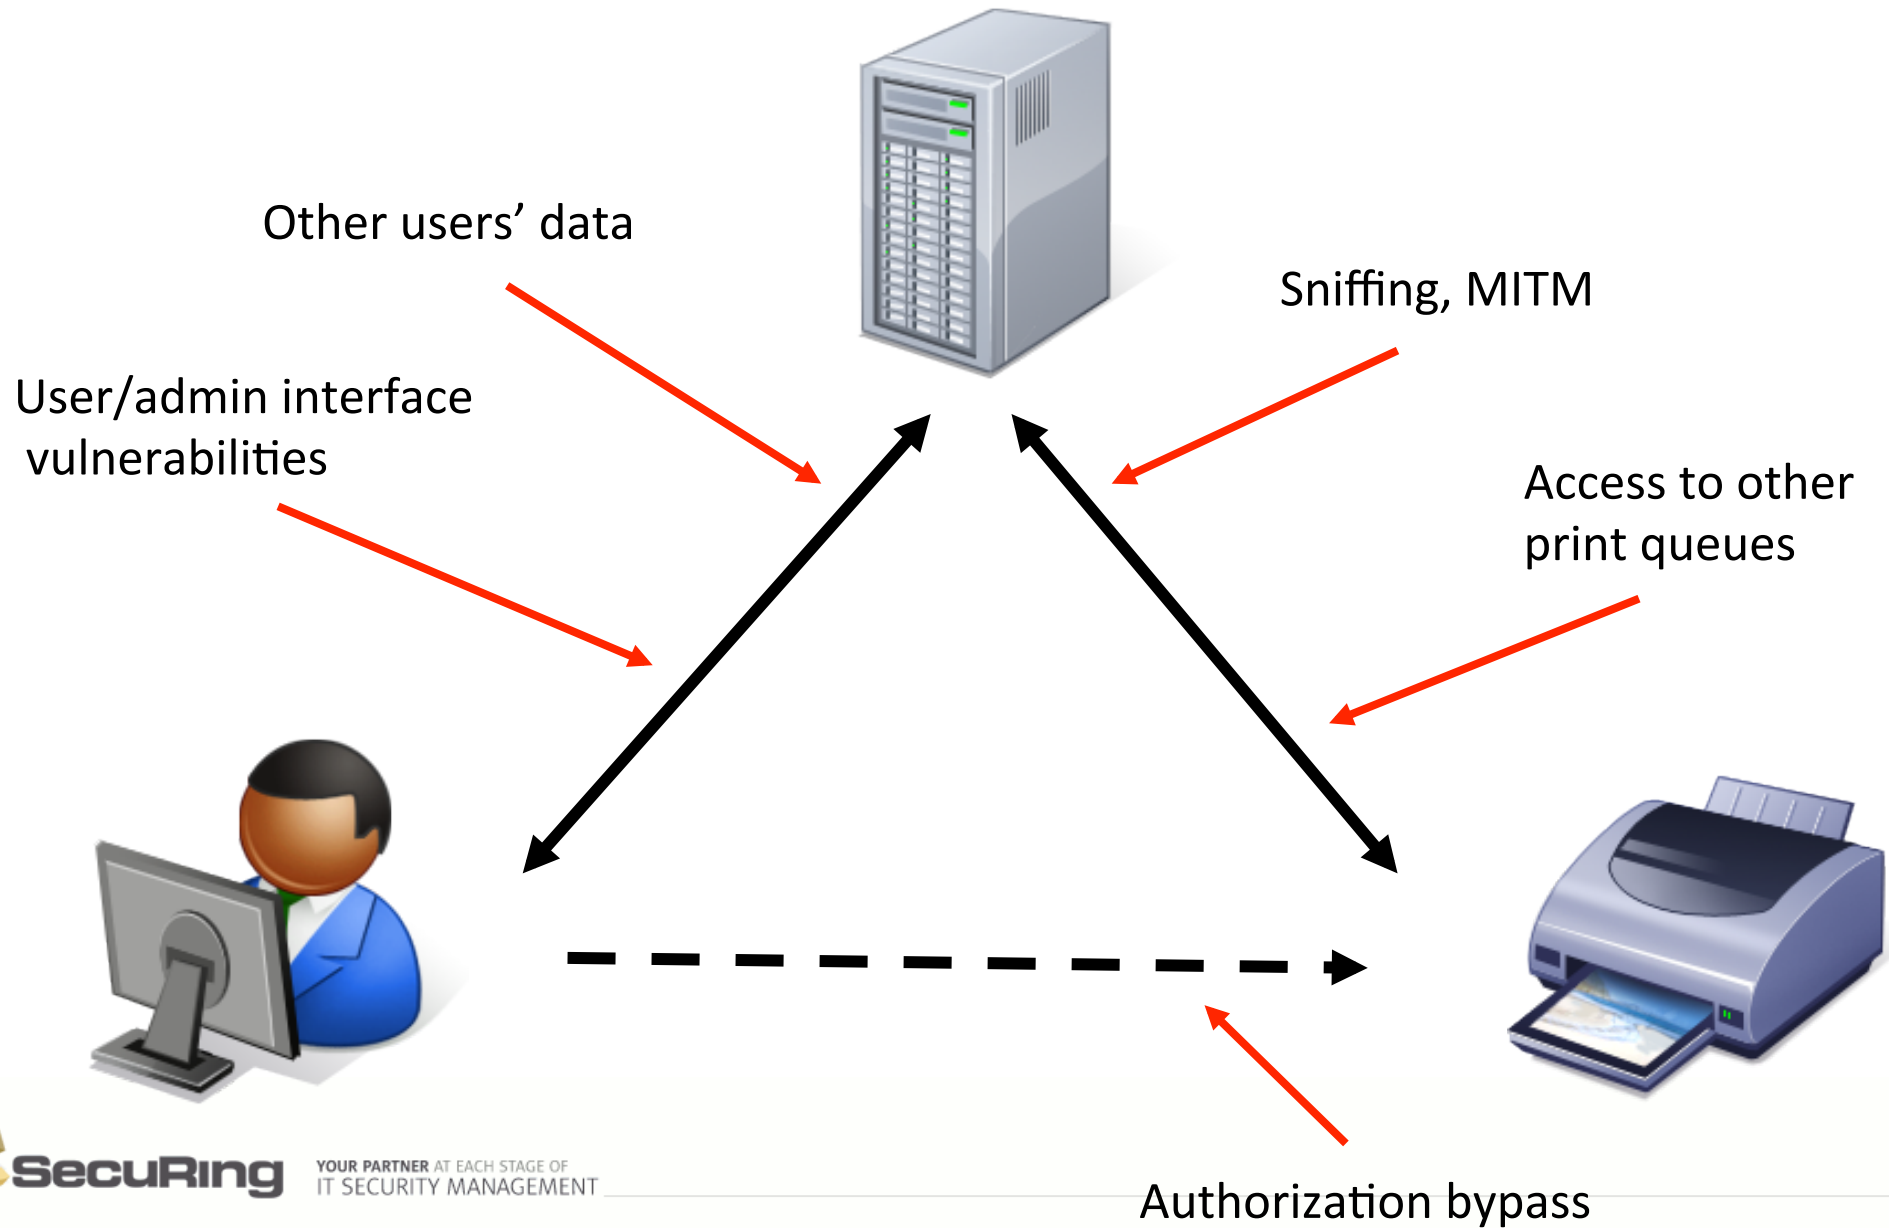 Other users’ data
Sniffing, MITM
User/admin interface
vulnerabilities
Access to other
print queues
SecuRing
YOUR PARTNER AT EACH STAGE OF
IT SECURITY MANAGEMENT
Authorization bypass